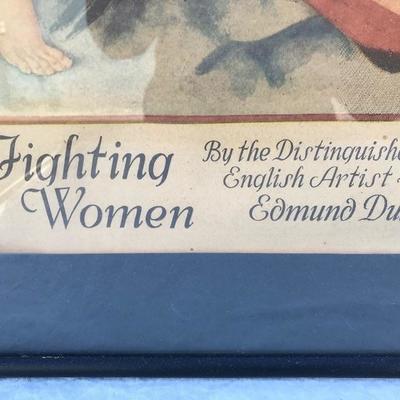 Fighting
Women
By the Distinguishe
English Artist -
Edmund Du